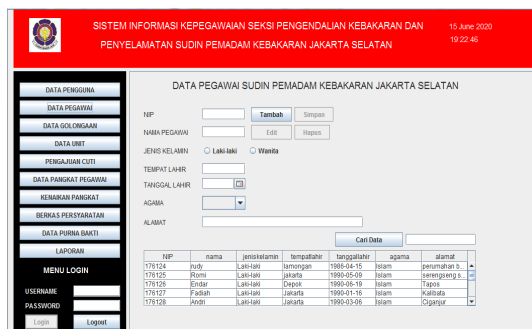 SISTEM INFORMASI KEPEGAWAIAN SEKSI PENGENDALIAN KEBAKARAN DAN
PENYELAMATAN SUDIN PEMADAM KEBAKARAN JAKARTA SELATAN
15 June 2020
19:22:46
DATA PENGGUNA
DATA PEGAWAI
DATA GOLONGAAN
DATA UNIT
PENGAJUAN CUTI
DATA PANGKAT PEGAWAI
KENAIKAN PANGKAT
BERKAS PERSYARATAN
DATA PURNA BAKTI
LAPORAN
MENU LOGIN
USERNAME
PASSWORD
Login Logout
DATA PEGAWAI SUDIN PEMADAM KEBAKARAN JAKARTA SELATAN
NIP Tambah Simpan
NAMA PEGAWAI Edit Hapus
JENIS KELAMIN Laki-laki Wanita
TEMPAT LAHIR
TANGGAL LAHIR
AGAMA
ALAMAT
Cari Data
NIP nama jeniskelamin tempatlahir tanggallahir agama alamat
176124 rudy Laki-laki lamongan 1986-04-15 Islam perumahan b...
176125 Romi Laki-laki jakarta 1990-05-09 Islam serengseng s...
176126 Endar Laki-laki Depok 1990-06-19 Islam Tapos
176127 Fadiah Laki-laki Jakarta 1990-01-16 Islam Kalibata
176128 Andri Laki-laki Jakarta 1990-03-06 Islam Ciganjur